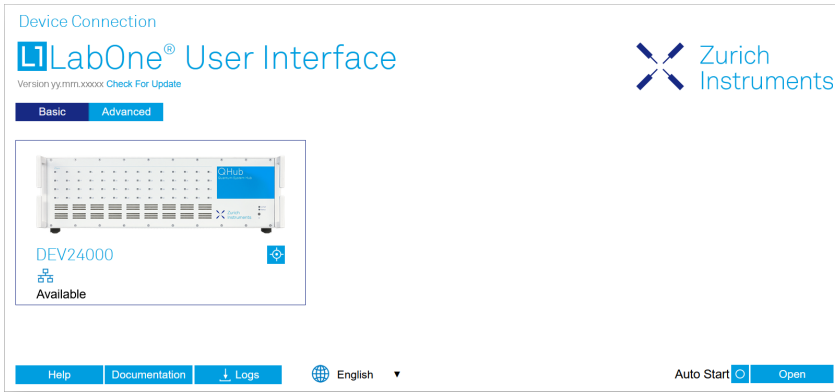 Device Connection
L1 LabOne® User Interface
Zurich
Instruments
Version yy.mm.xxxxx Check For Update
Basic
Advanced
QHub
Zurich
Instruments
DEV24000
Available
Help
Documentation
Logs
English
Auto Start
Open